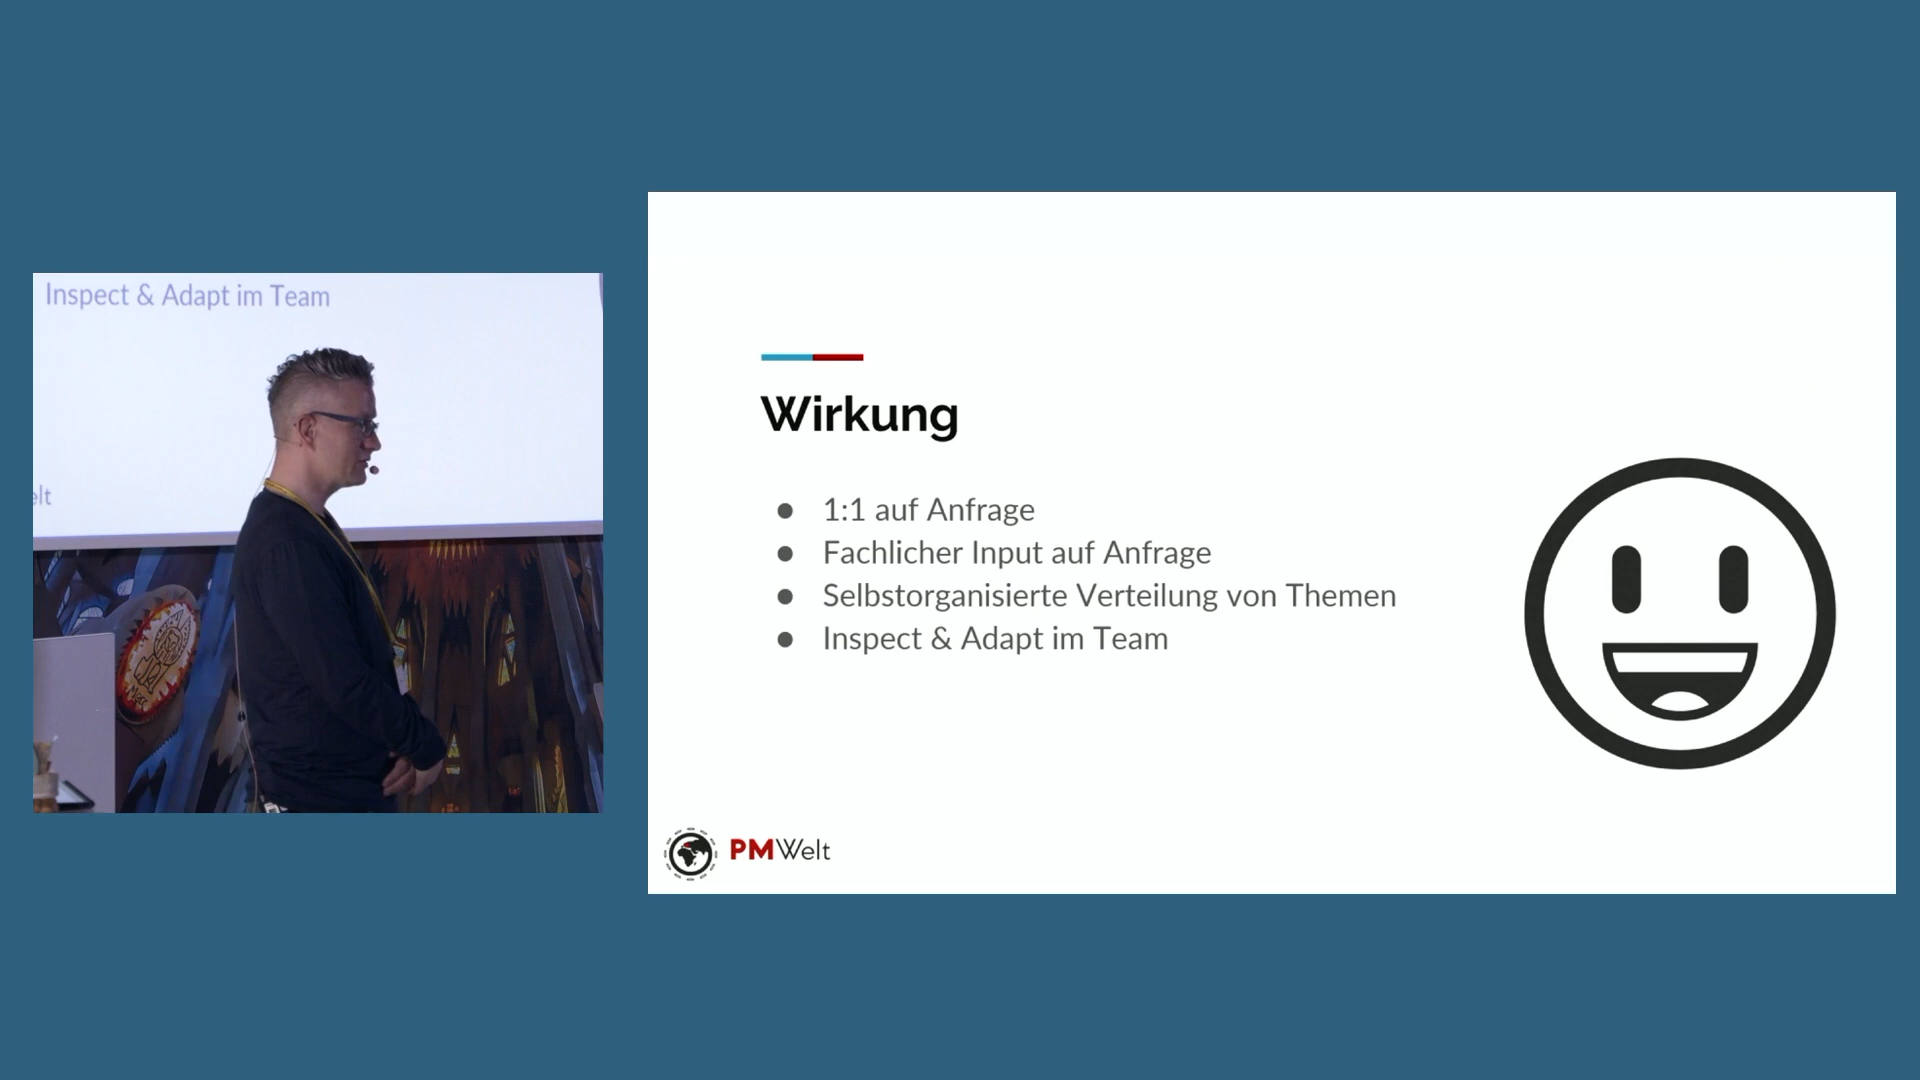 Inspect & Adapt im Team
elt
Wirkung
1:1 auf Anfrage
Fachlicher Input auf Anfrage
Selbstorganisierte Verteilung von Themen
Inspect & Adapt im Team
PMWelt